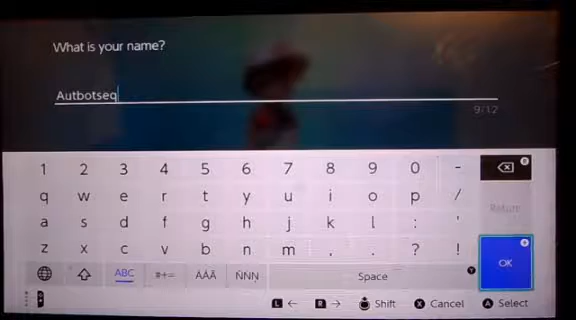 What is your name?
Autbotseq
9/12
1 2 3 4 5 6 7 8 9 0 -
q w e r t y u i o p /
Return
a s d f g h j k l : '
z x c v b n m , . ? !
OK
ABC #+= ÀÁÂ ÑŃŅ Space
L ← R → Shift X Cancel A Select